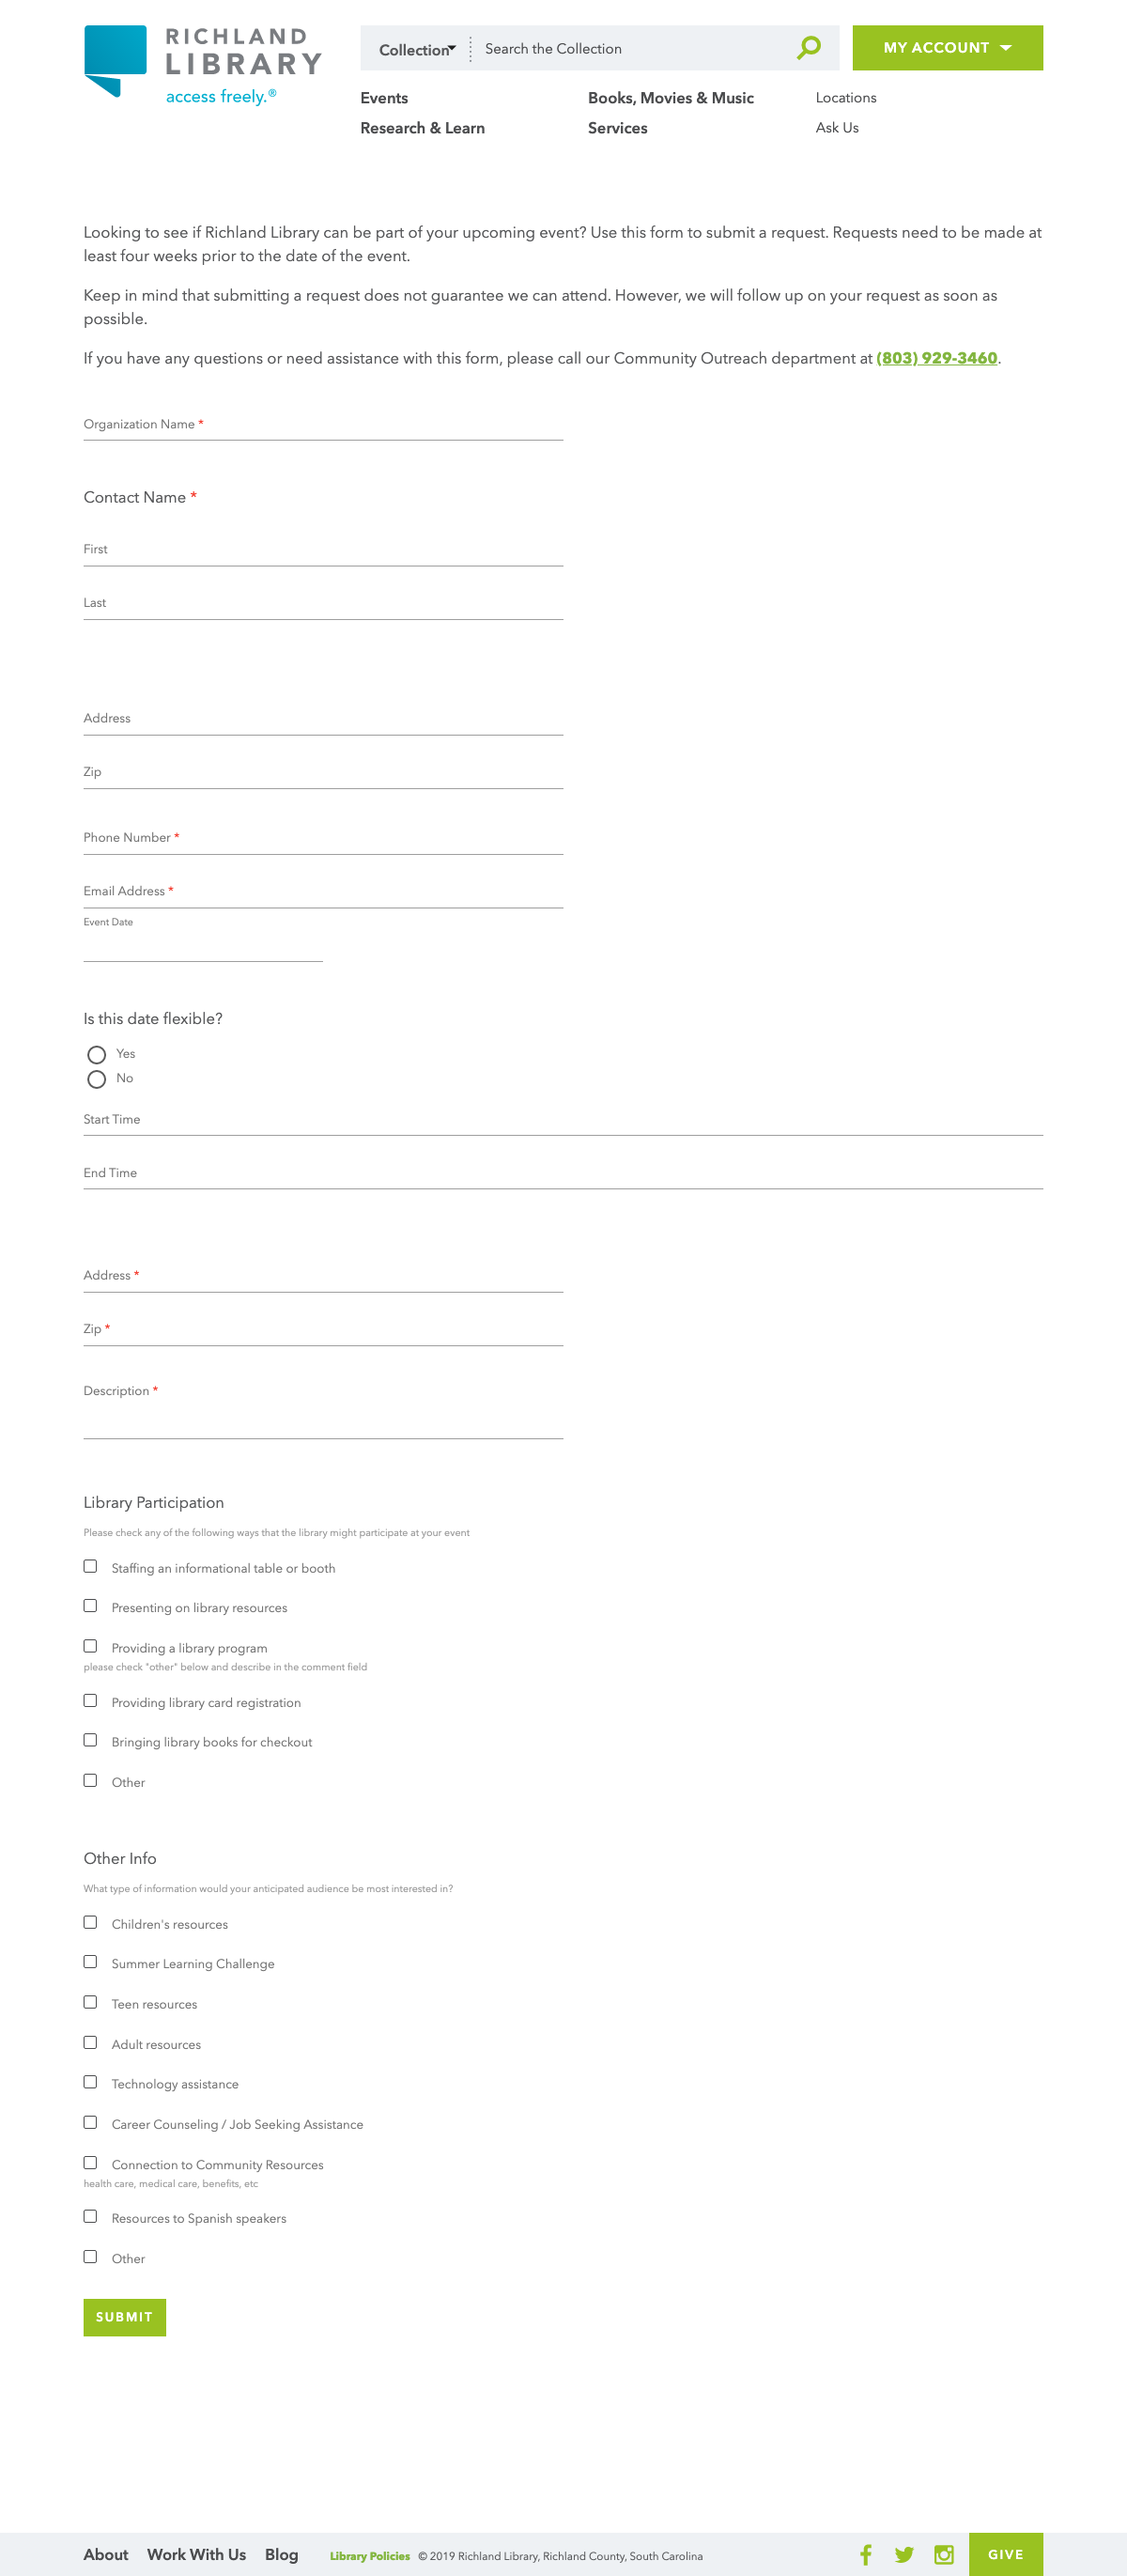 RICHLAND
LIBRARY
access freely.®
Collection Search the Collection
MY ACCOUNT
Events Books, Movies & Music Locations
Research & Learn Services Ask Us
Looking to see if Richland Library can be part of your upcoming event? Use this form to submit a request. Requests need to be made at
least four weeks prior to the date of the event.
Keep in mind that submitting a request does not guarantee we can attend. However, we will follow up on your request as soon as
possible.
If you have any questions or need assistance with this form, please call our Community Outreach department at (803) 929-3460.
Organization Name *
Contact Name *
First
Last
Address
Zip
Phone Number *
Email Address *
Event Date
Is this date flexible?
Yes
No
Start Time
End Time
Address *
Zip *
Description *
Library Participation
Please check any of the following ways that the library might participate at your event
Staffing an informational table or booth
Presenting on library resources
Providing a library program
please check "other" below and describe in the comment field
Providing library card registration
Bringing library books for checkout
Other
Other Info
What type of information would your anticipated audience be most interested in?
Children's resources
Summer Learning Challenge
Teen resources
Adult resources
Technology assistance
Career Counseling / Job Seeking Assistance
Connection to Community Resources
health care, medical care, benefits, etc
Resources to Spanish speakers
Other
SUBMIT
About Work With Us Blog Library Policies © 2019 Richland Library, Richland County, South Carolina GIVE